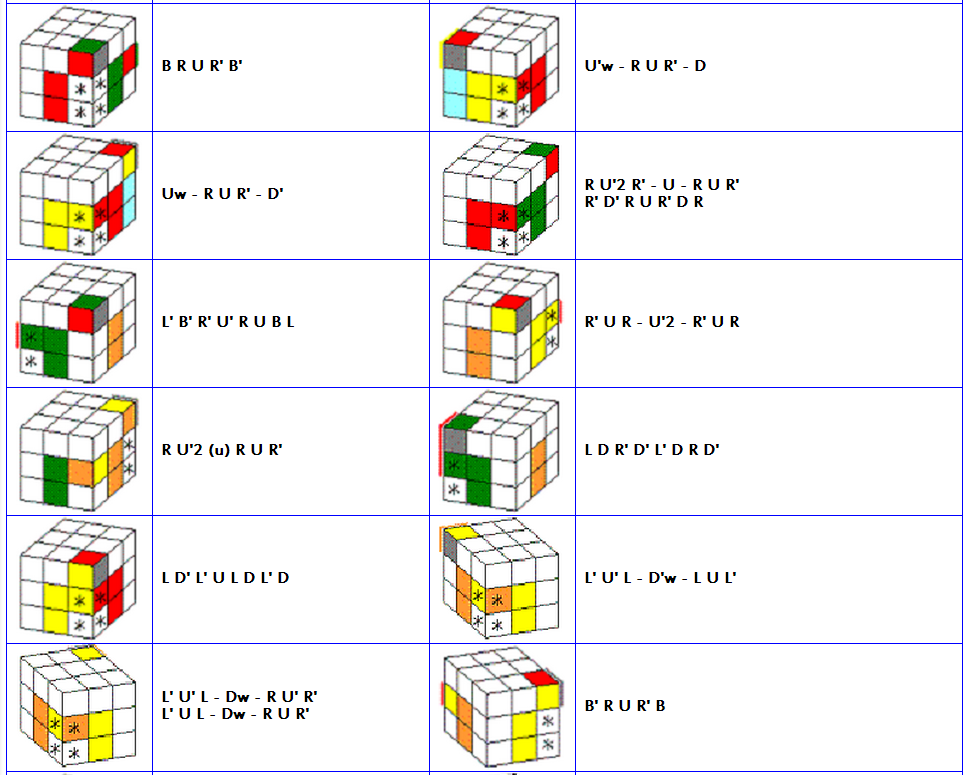 B R U R' B'
U'w - R U R' - D
Uw - R U R' - D'
R U'2 R' - U - R U R'
R' D' R U R' D R
L' B' R' U' R U B L
R' U R - U'2 - R' U R
R U'2 (u) R U R'
L D R' D' L' D R D'
L D' L' U L D L' D
L' U' L - D'w - L U L'
L' U' L - Dw - R U' R'
L' U L - Dw - R U R'
B' R U R' B